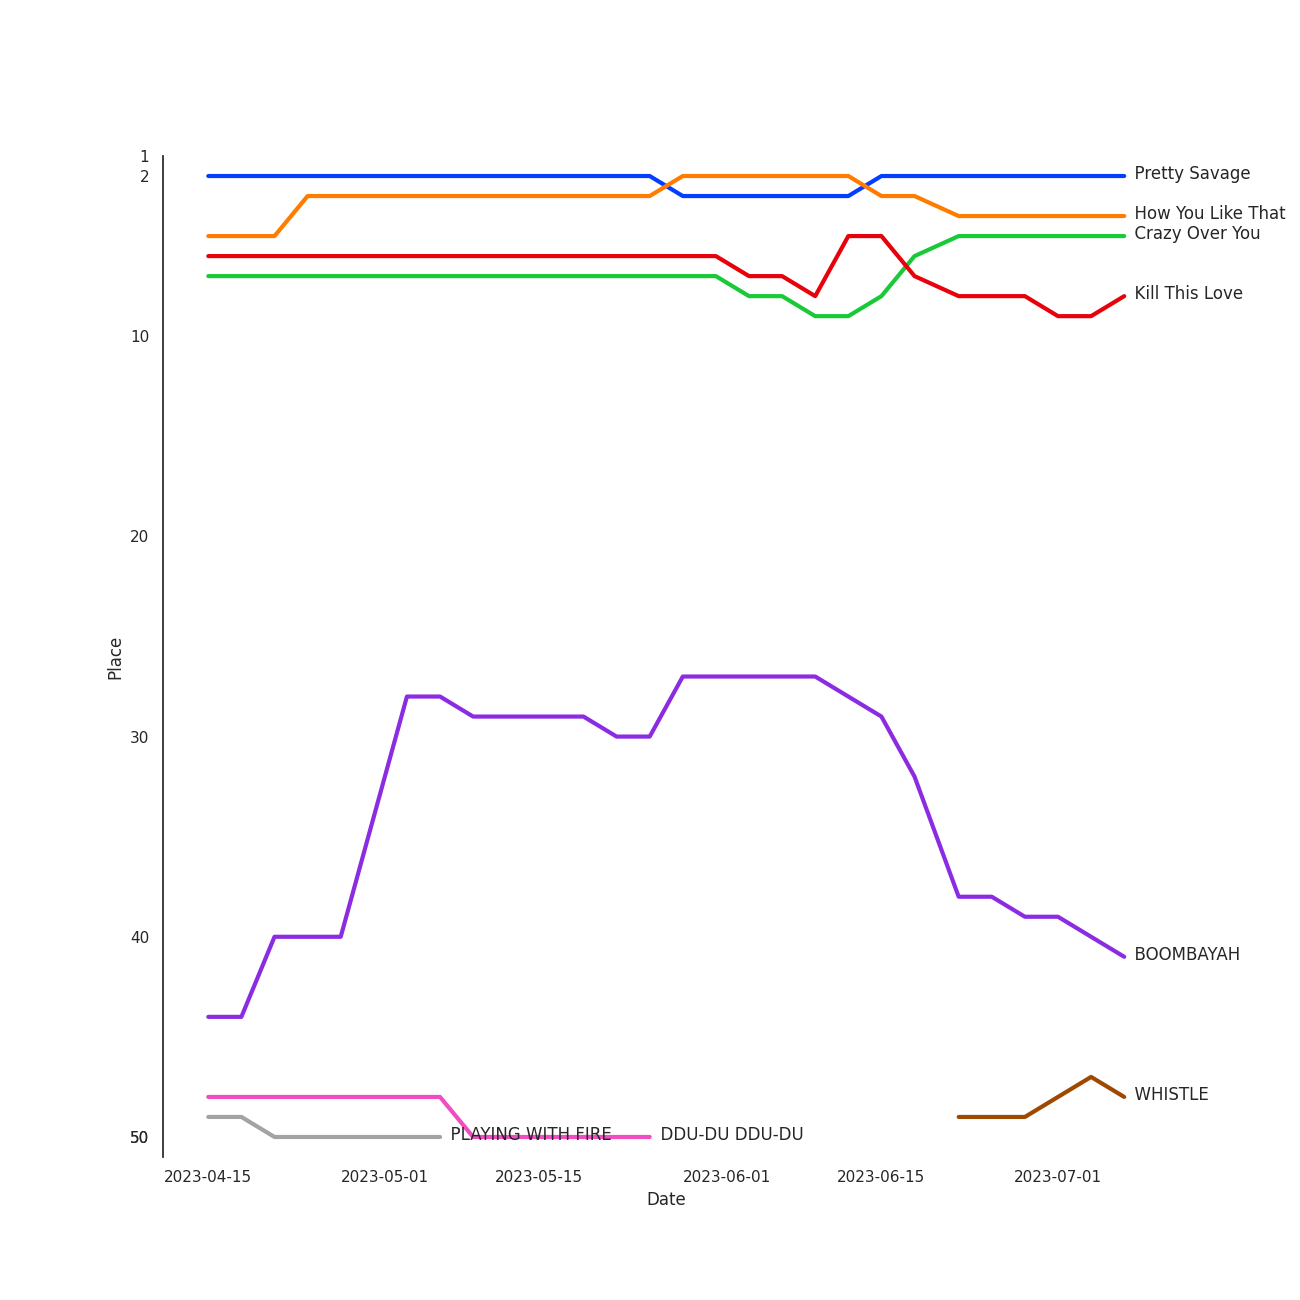 1
2
10
20
30
40
50
Place
Pretty Savage
How You Like That
Crazy Over You
Kill This Love
BOOMBAYAH
WHISTLE
PLAYING WITH FIRE
DDU-DU DDU-DU
2023-04-15
2023-05-01
2023-05-15
2023-06-01
2023-06-15
2023-07-01
Date